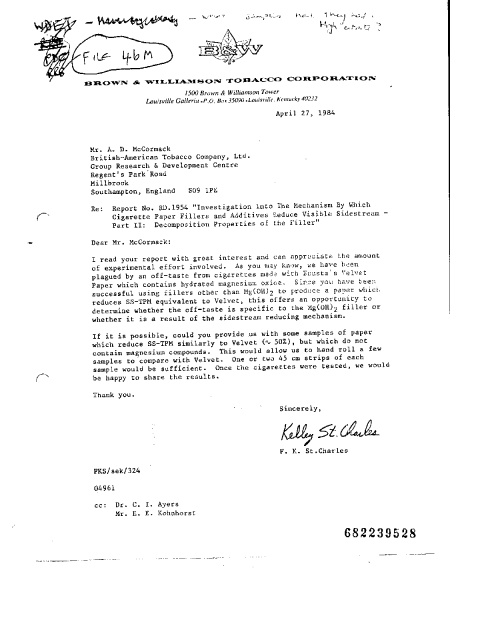 FILE 46M
High
B&W
BROWN & WILLIAMSON TOBACCO CORPORATION
1500 Brown & Williamson Tower
Louisville Galleria • P.O. Box 35090 • Louisville, Kentucky 40232
April 27, 1984
Mr. A. D. McCormack
British-American Tobacco Company, Ltd.
Group Research & Development Centre
Regent's Park Road
Millbrook
Southampton, England SO9 1PE
Re: Report No. RD.1954 "Investigation Into The Mechanism By Which
Cigarette Paper Fillers and Additives Reduce Visible Sidestream -
Part II: Decomposition Properties of the Filler"
Dear Mr. McCormack:
I read your report with great interest and can appreciate the amount
of experimental effort involved. As you may know, we have been
plagued by an off-taste from cigarettes made with Ecusta's Velvet
Paper which contains hydrated magnesium oxide. Since you have been
successful using fillers other than Mg(OH)2 to produce a paper which
reduces SS-TPM equivalent to Velvet, this offers an opportunity to
determine whether the off-taste is specific to the Mg(OH)2 filler or
whether it is a result of the sidestream reducing mechanism.
If it is possible, could you provide us with some samples of paper
which reduce SS-TPM similarly to Velvet (~ 50%), but which do not
contain magnesium compounds. This would allow us to hand roll a few
samples to compare with Velvet. One or two 45 cm strips of each
sample would be sufficient. Once the cigarettes were tested, we would
be happy to share the results.
Thank you.
Sincerely,
Kelley St. Charles
F. K. St.Charles
FKS/sek/324
04961
cc: Dr. C. I. Ayers
Mr. E. E. Kohnhorst
682239528